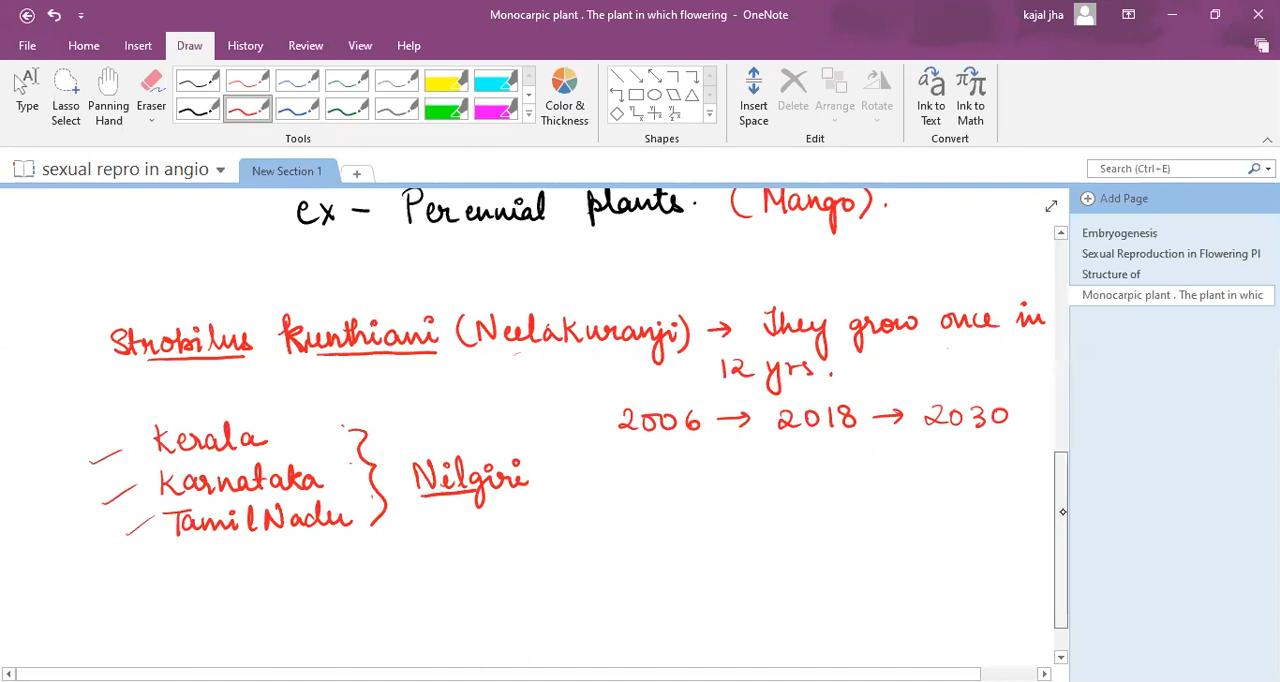 Monocarpic plant . The plant in which flowering - OneNote
kajal jha
File Home Insert Draw History Review View Help
Type
Lasso Select
Panning Hand
Eraser
Color & Thickness
Insert Space
Delete
Arrange
Rotate
Ink to Text
Ink to Math
Tools Shapes Edit Convert
sexual repro in angio
New Section 1
Search (Ctrl+E)
Add Page
Embryogenesis
Sexual Reproduction in Flowering Pl
Structure of
Monocarpic plant . The plant in whic
ex – Perennial plants. (Mango).
Strobilus kunthiani (Neelakuranji) → They grow once in
12 yrs.
2006 → 2018 → 2030
Kerala
Karnataka
TamilNadu
Nilgiri